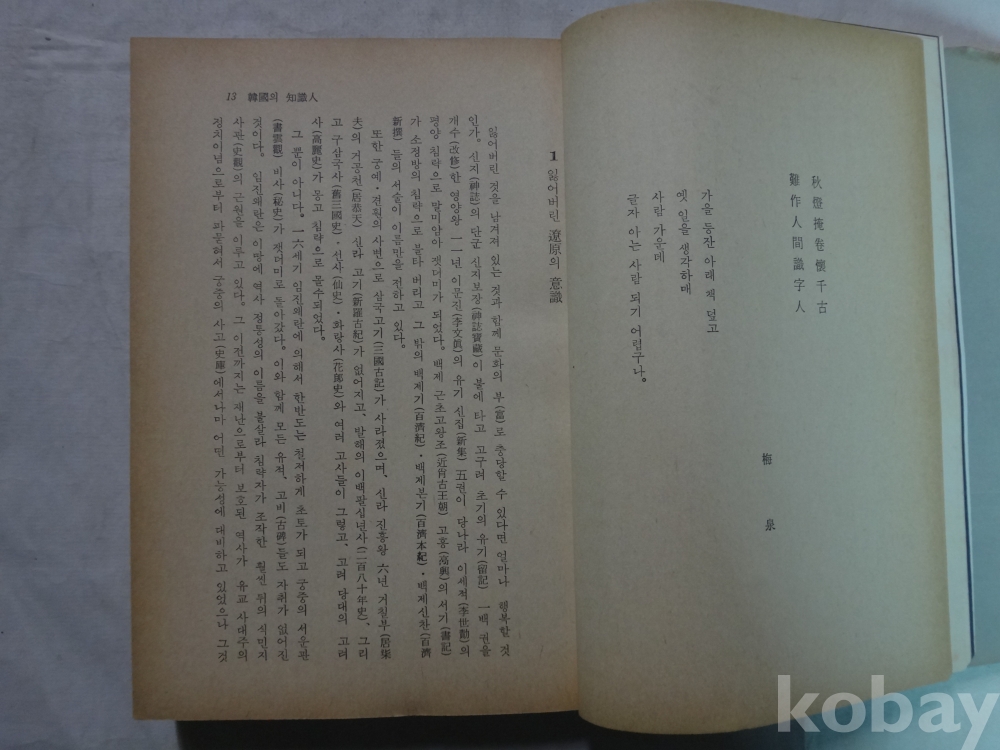 秋燈掩卷懷千古
難作人間識字人
가을 등잔 아래 책 덮고
옛 일을 생각하매
사람 가운데
글자 아는 사람 되기 어렵구나。
梅 泉
13 韓國의 知識人
1 잃어버린 遼原의 意識
잃어버린 것을 남겨져 있는 것과 함께 문화의 부(富)로 충당할 수 있다면 얼마나 행복할 것
인가。 신지(神誌)의 단군 신지보장(神誌寶藏)이 불에 타고 고구려 초기의 유기(留記) 一백 권을
개수(改修)한 영양왕 一一년 이문진(李文眞)의 유기 신집(新集) 五권이 당나라 이세적(李世勣)의
평양 침략으로 말미암아 잿더미가 되었다。 백제 근초고왕조(近肖古王朝) 고흥(高興)의 서기(書記)
가 소정방의 침략으로 불타 버리고 그 밖의 백제기(百濟紀)·백제본기(百濟本紀)·백제신찬(百濟
新撰) 들의 서술이 이름만을 전하고 있다。
또한 궁예·견훤의 사변으로 삼국고기(三國古記)가 사라졌으며、 신라 진흥왕 六년 거칠부(居柒
夫)의 거공천(居恭天) 신라 고기(新羅古紀)가 없어지고、 발해의 이백팔십년사(二百八十年史)、 그리
고 구삼국사(舊三國史)·선사(仙史)·화랑사(花郎史)와 여러 고사들이 그렇고、 고려 당대의 고려
사(高麗史)가 몽고 침략으로 몰수되었다。
그 뿐이 아니다。 一六세기 임진왜란에 의해서 한반도는 철저하게 초토가 되고 궁중의 서운관
(書雲觀) 비사(秘史)가 잿더미로 돌아갔다。 이와 함께 모든 유적、 고비(古碑)들도 자취가 없어진
것이다。 임진왜란은 이땅에 역사 정통성의 이름을 불살라 침략자가 조작한 훨씬 뒤의 식민지
사관(史觀)의 근원을 이루고 있다。 그 이전까지는 재난으로부터 보호된 역사가 유교 사대주의
정치이념으로부터 파묻혀서 궁중의 사고(史庫)에서나마 어떤 가능성에 대비하고 있었으나 그것
kobay